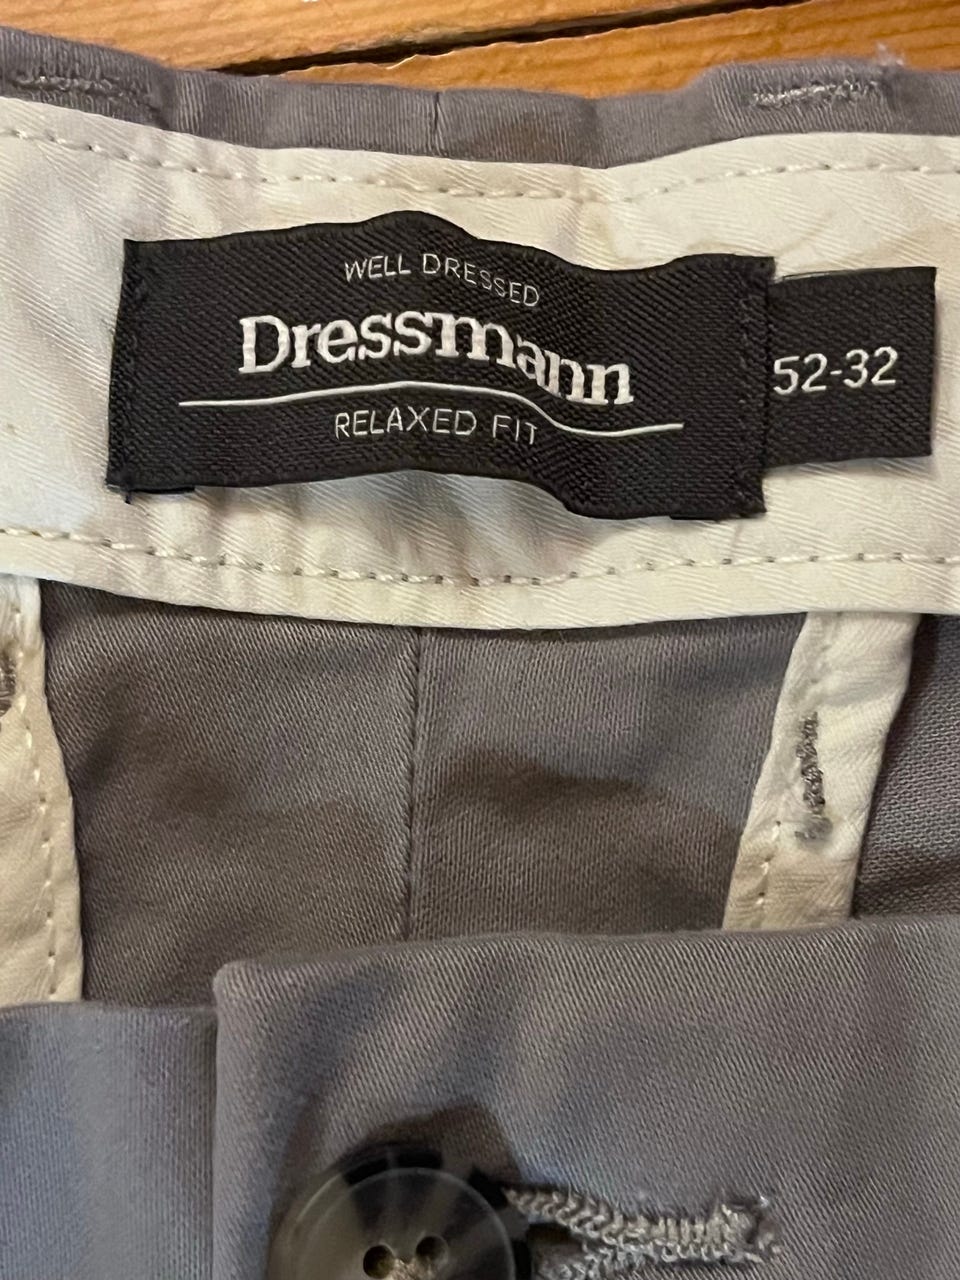 WELL DRESSED
Dressmann
RELAXED FIT
52-32